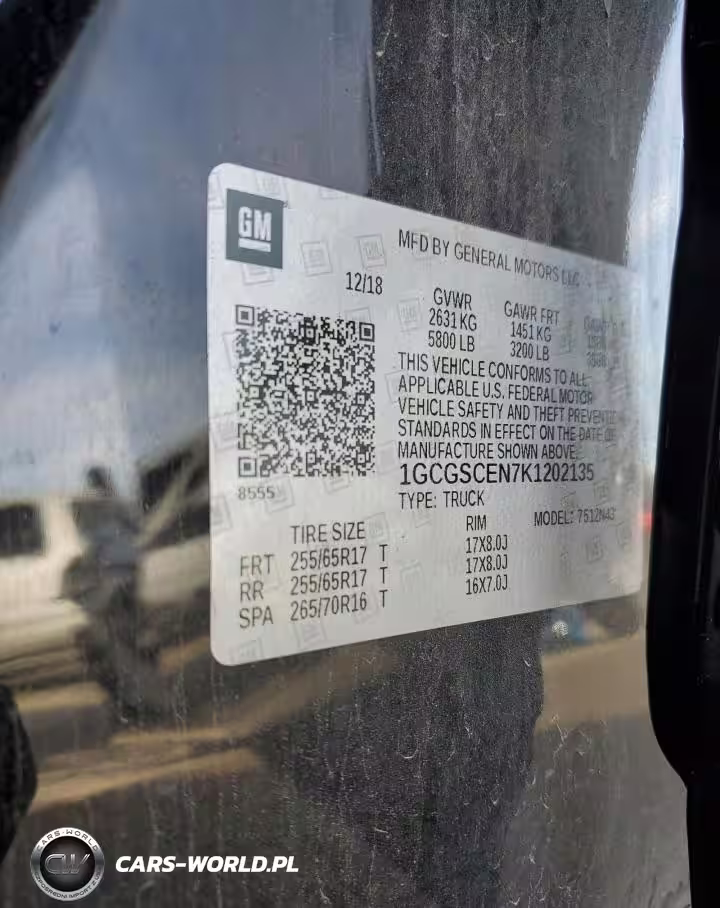 GM
MFD BY GENERAL MOTORS LLC
12/18
GVWR GAWR FRT
2631 KG 1451 KG
5800 LB 3200 LB
THIS VEHICLE CONFORMS TO ALL
APPLICABLE U.S. FEDERAL MOTOR
VEHICLE SAFETY AND THEFT PREVENTION
STANDARDS IN EFFECT ON THE DATE OF
MANUFACTURE SHOWN ABOVE.
1GCGSCEN7K1202135
8555
TYPE: TRUCK
MODEL: 7512N43
TIRE SIZE RIM
FRT 255/65R17 T 17X8.0J
RR 255/65R17 T 17X8.0J
SPA 265/70R16 T 16X7.0J
CARS-WORLD
CW
CARS-WORLD.PL